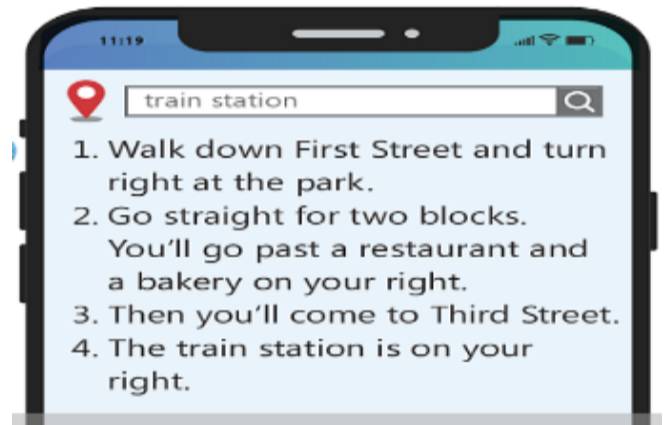 11:19
train station
1. Walk down First Street and turn
right at the park.
2. Go straight for two blocks.
You'll go past a restaurant and
a bakery on your right.
3. Then you'll come to Third Street.
4. The train station is on your
right.